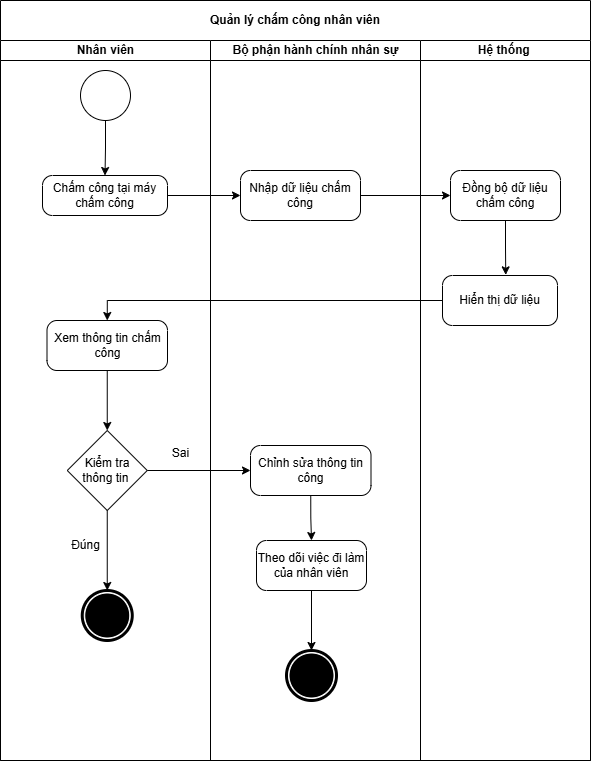 Quản lý chấm công nhân viên
Nhân viên
Bộ phận hành chính nhân sự
Hệ thống
Chấm công tại máy
chấm công
Nhập dữ liệu chấm
công
Đồng bộ dữ liệu
chấm công
Hiển thị dữ liệu
Xem thông tin chấm
công
Kiểm tra
thông tin
Sai
Chỉnh sửa thông tin
công
Đúng
Theo dõi việc đi làm
của nhân viên